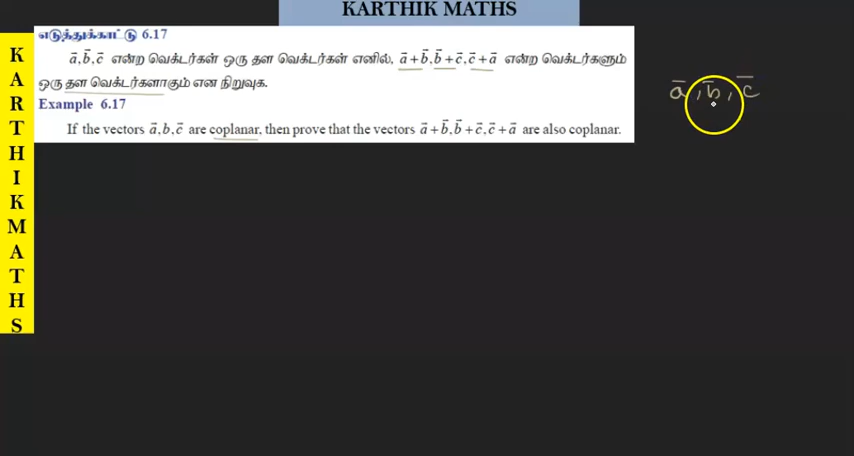 KARTHIK MATHS
KARTHIKMATHS
எடுத்துக்காட்டு 6.17
a⃗, b⃗, c⃗ என்ற வெக்டர்கள் ஒரு தள வெக்டர்கள் எனில், a⃗ + b⃗, b⃗ + c⃗, c⃗ + a⃗ என்ற வெக்டர்களும்
ஒரு தள வெக்டர்களாகும் என நிறுவுக.
Example 6.17
If the vectors a⃗, b, c⃗ are coplanar, then prove that the vectors a⃗ + b⃗, b⃗ + c⃗, c⃗ + a⃗ are also coplanar.
a̅, b̅, c̅